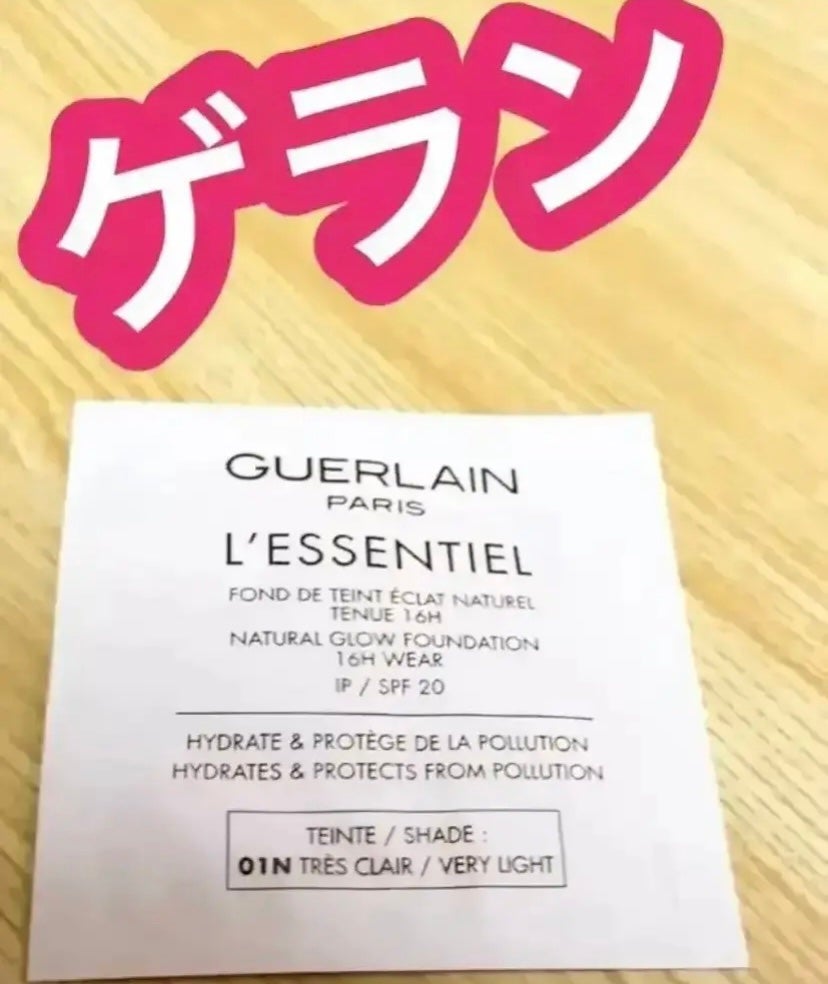 ゲラン
GUERLAIN
PARIS
L'ESSENTIEL
FOND DE TEINT ÉCLAT NATUREL
TENUE 16H
NATURAL GLOW FOUNDATION
16H WEAR
IP / SPF 20
HYDRATE & PROTÈGE DE LA POLLUTION
HYDRATES & PROTECTS FROM POLLUTION
TEINTE / SHADE :
01N TRÈS CLAIR / VERY LIGHT